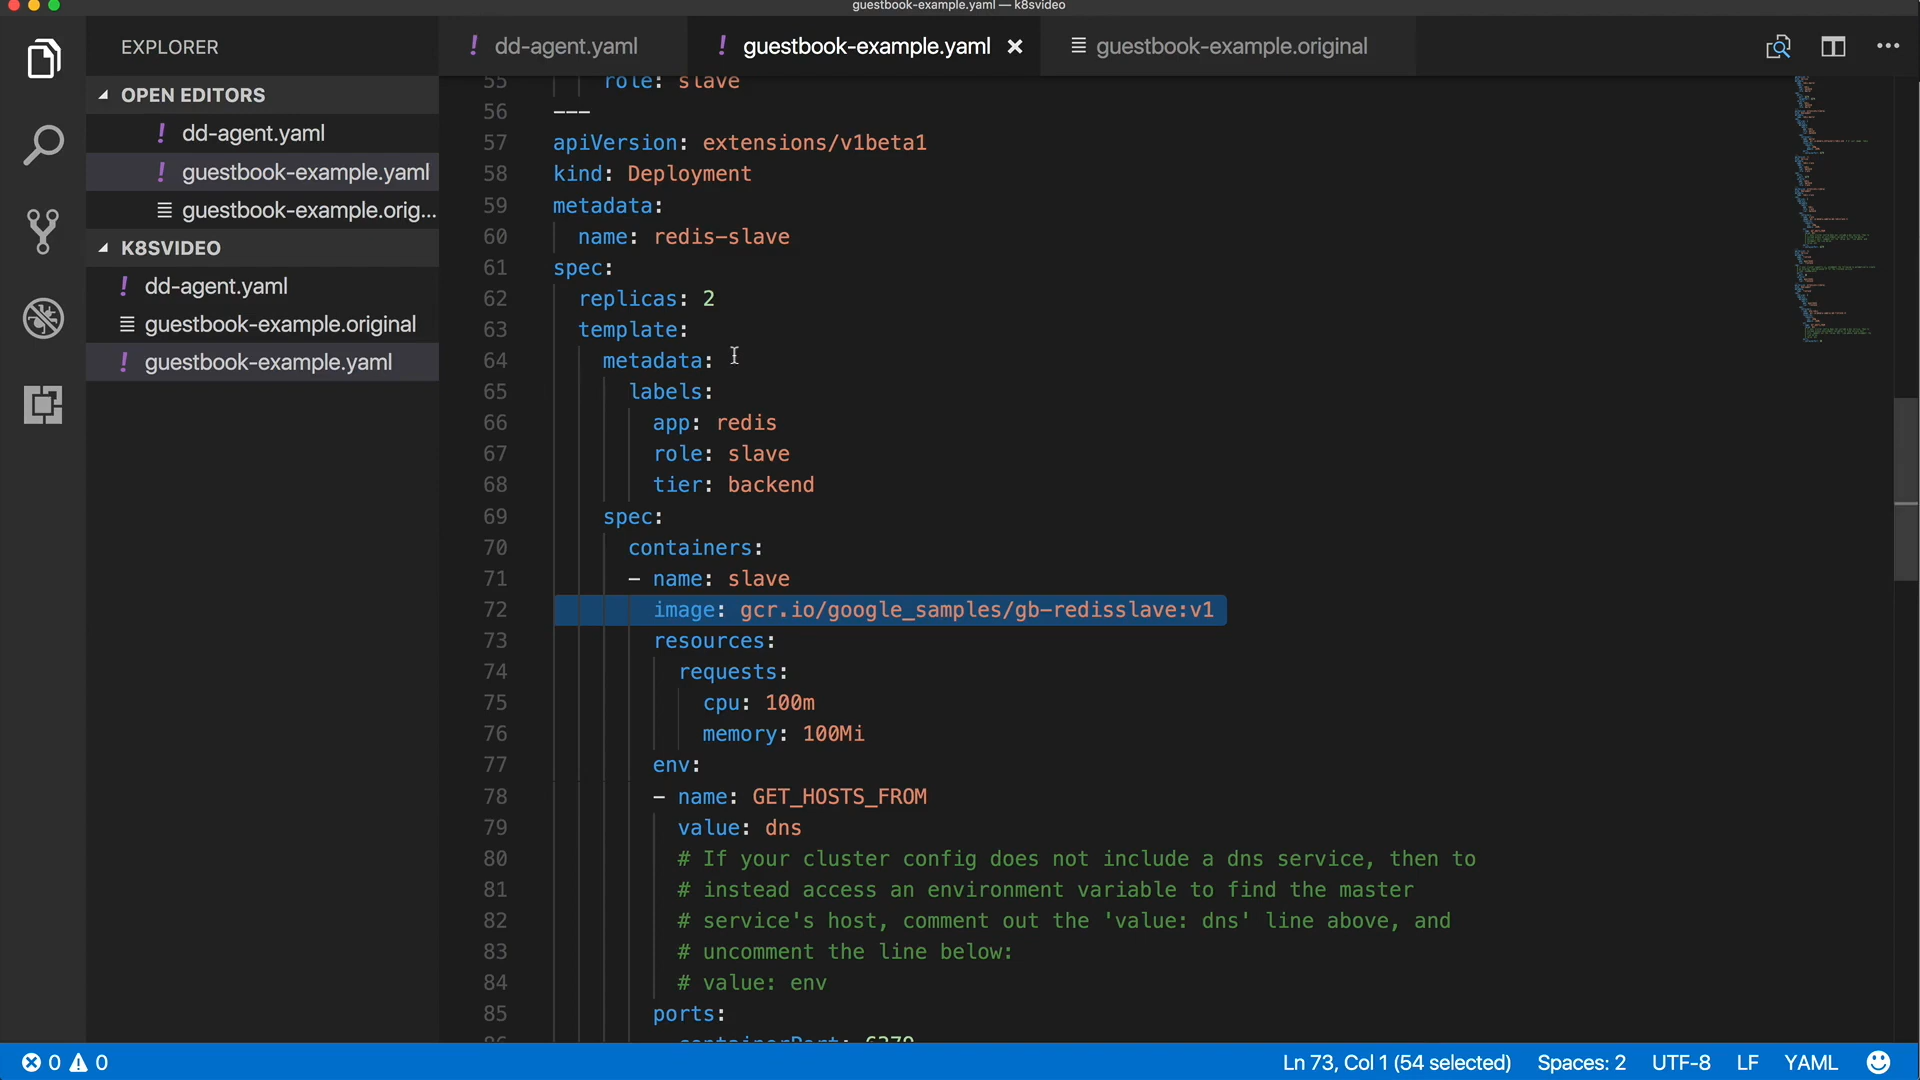 guestbook-example.yaml — k8svideo
EXPLORER
OPEN EDITORS
! dd-agent.yaml
! guestbook-example.yaml
guestbook-example.orig...
K8SVIDEO
! dd-agent.yaml
guestbook-example.original
! guestbook-example.yaml
! dd-agent.yaml
! guestbook-example.yaml ×
guestbook-example.original
55 role: slave
56 ---
57 apiVersion: extensions/v1beta1
58 kind: Deployment
59 metadata:
60 name: redis-slave
61 spec:
62 replicas: 2
63 template:
64 metadata:
65 labels:
66 app: redis
67 role: slave
68 tier: backend
69 spec:
70 containers:
71 - name: slave
72 image: gcr.io/google_samples/gb-redisslave:v1
73 resources:
74 requests:
75 cpu: 100m
76 memory: 100Mi
77 env:
78 - name: GET_HOSTS_FROM
79 value: dns
80 # If your cluster config does not include a dns service, then to
81 # instead access an environment variable to find the master
82 # service's host, comment out the 'value: dns' line above, and
83 # uncomment the line below:
84 # value: env
85 ports:
86 containerPort: 6379
0 0
Ln 73, Col 1 (54 selected) Spaces: 2 UTF-8 LF YAML